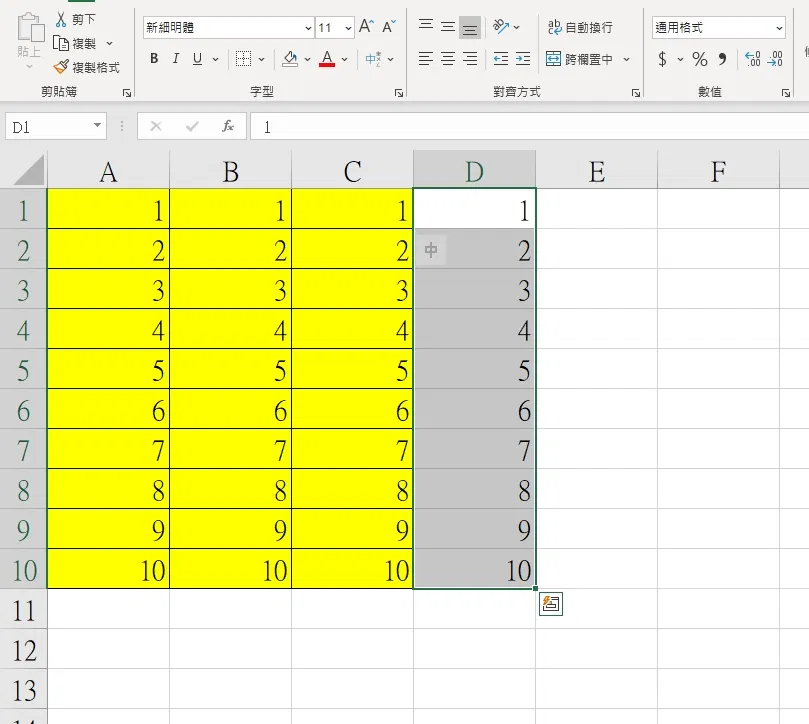 剪下
新細明體 11 A^ A˅ 自動換行 通用格式
貼上 複製
複製格式 B I U A 中 跨欄置中 $ % 9
剪貼簿 字型 對齊方式 數值
D1 fx 1
A B C D E F
1 1 1 1 1
2 2 2 2 中 2
3 3 3 3 3
4 4 4 4 4
5 5 5 5 5
6 6 6 6 6
7 7 7 7 7
8 8 8 8 8
9 9 9 9 9
10 10 10 10 10
11
12
13